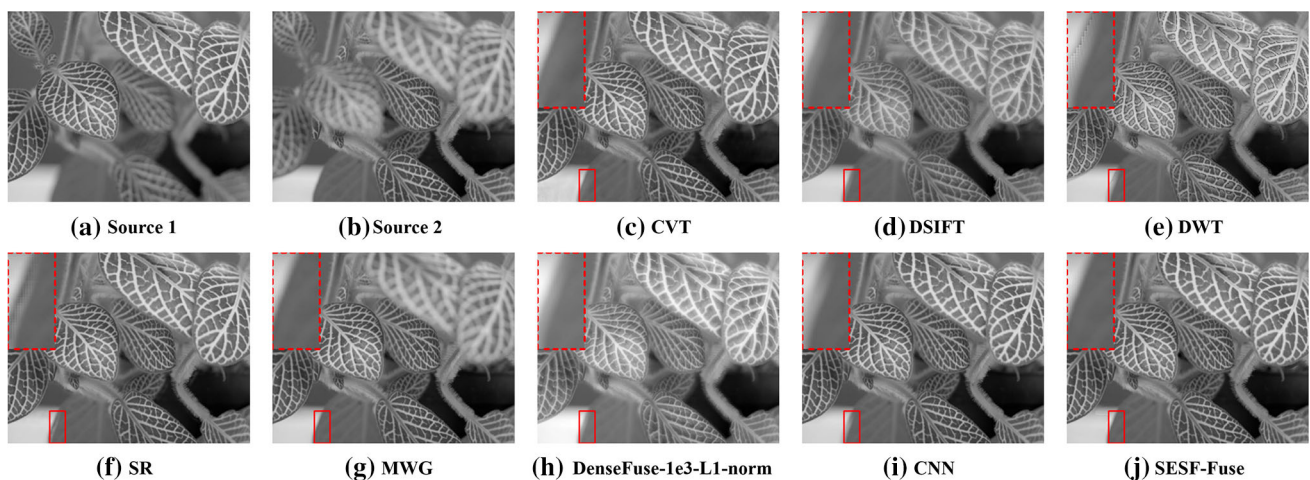 (a) Source 1 (b) Source 2 (c) CVT (d) DSIFT (e) DWT
(f) SR (g) MWG (h) DenseFuse-1e3-L1-norm (i) CNN (j) SESF-Fuse